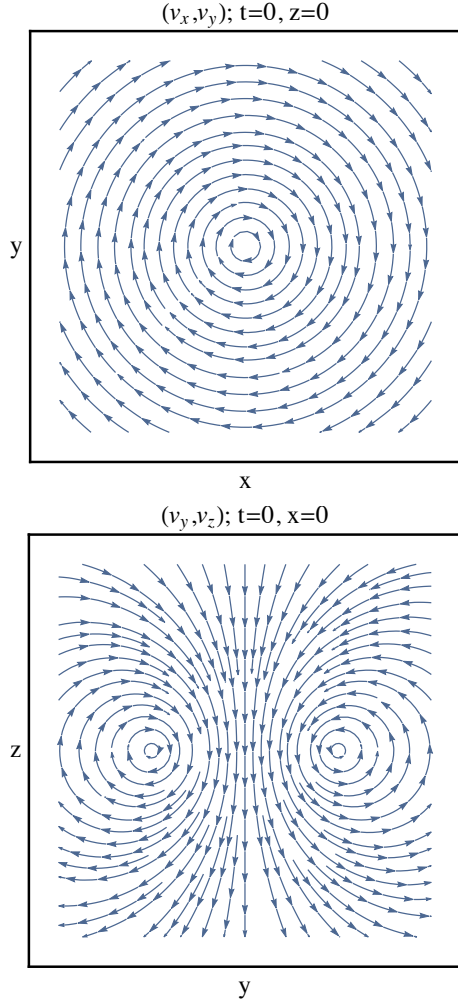 (v_x,v_y); t=0, z=0
y
x
(v_y,v_z); t=0, x=0
z
y